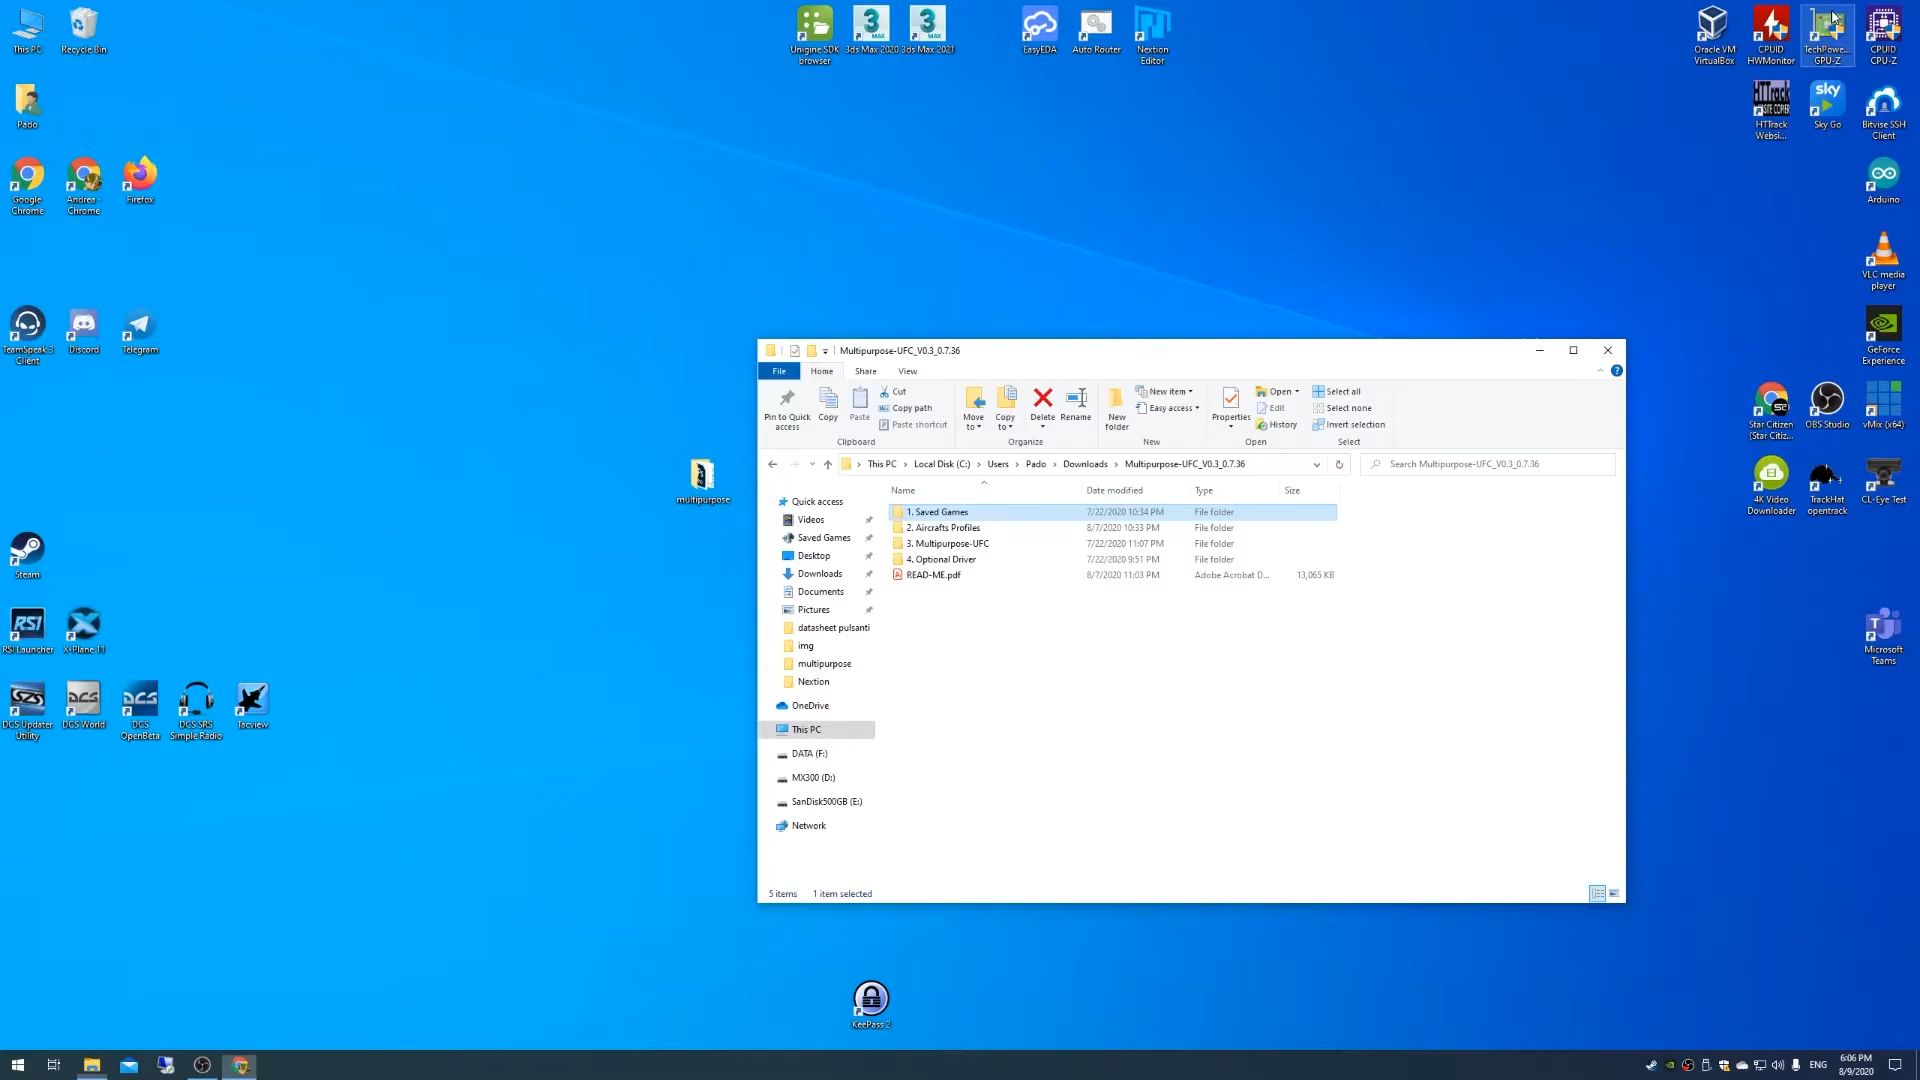 This PC
Recycle Bin
Unigine SDK
browser
3ds Max 2020
3ds Max 2021
EasyEDA
Auto Router
Nextion
Editor
Oracle VM
VirtualBox
CPUID
HWMonitor
TechPowe...
GPU-Z
CPUID
CPU-Z
Pado
HTTrack
Websi...
Sky Go
Bitvise SSH
Client
Google
Chrome
Andrea -
Chrome
Firefox
Arduino
VLC media
player
TeamSpeak 3
Client
Discord
Telegram
GeForce
Experience
Multipurpose-UFC_V0.3_0.7.36
File
Home
Share
View
Pin to Quick
access
Copy
Paste
Cut
Copy path
Paste shortcut
Clipboard
Move
to
Copy
to
Delete
Rename
Organize
New
folder
New item
Easy access
New
Properties
Open
Edit
History
Open
Select all
Select none
Invert selection
Select
Star Citizen
(Star Citiz...
OBS Studio
vMix (x64)
This PC
Local Disk (C:)
Users
Pado
Downloads
Multipurpose-UFC_V0.3_0.7.36
Search Multipurpose-UFC_V0.3_0.7.36
multipurpose
4K Video
Downloader
TrackHat
opentrack
CL-Eye Test
Name
Date modified
Type
Size
1. Saved Games 7/22/2020 10:34 PM File folder
2. Aircrafts Profiles 8/7/2020 10:33 PM File folder
3. Multipurpose-UFC 7/22/2020 11:07 PM File folder
4. Optional Driver 7/22/2020 9:51 PM File folder
READ-ME.pdf 8/7/2020 11:03 PM Adobe Acrobat D... 13,065 KB
Quick access
Videos
Saved Games
Desktop
Downloads
Documents
Pictures
datasheet pulsanti
img
multipurpose
Nextion
OneDrive
This PC
DATA (F:)
MX300 (D:)
SanDisk500GB (E:)
Network
5 items
1 item selected
Steam
RSI
RSI Launcher
X-Plane 11
Microsoft
Teams
DCS Updater
Utility
DCS World
DCS
OpenBeta
DCS SRS
Simple Radio
Tacview
KeePass 2
ENG
6:06 PM
8/9/2020